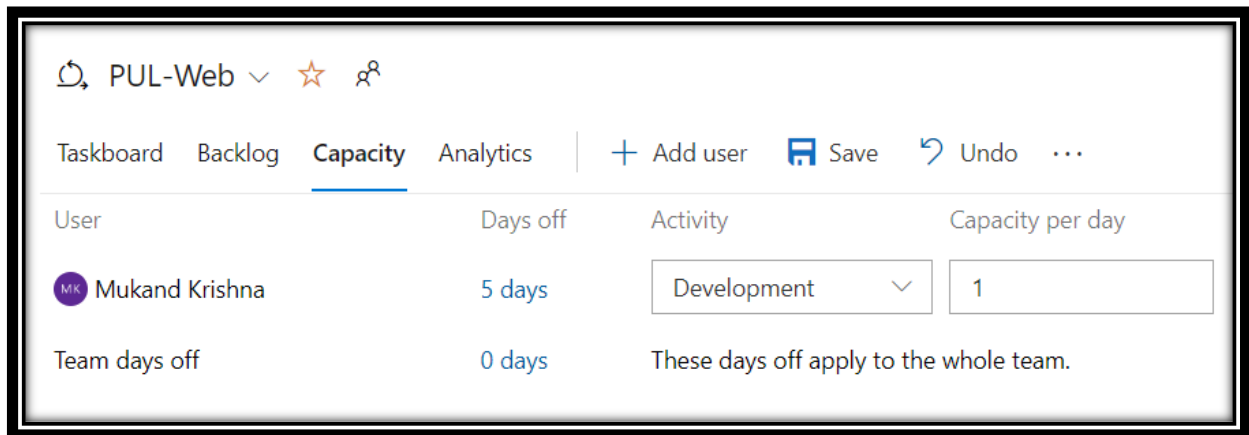 PUL-Web
Taskboard Backlog Capacity Analytics Add user Save Undo ...
User Days off Activity Capacity per day
MK Mukand Krishna 5 days Development 1
Team days off 0 days These days off apply to the whole team.